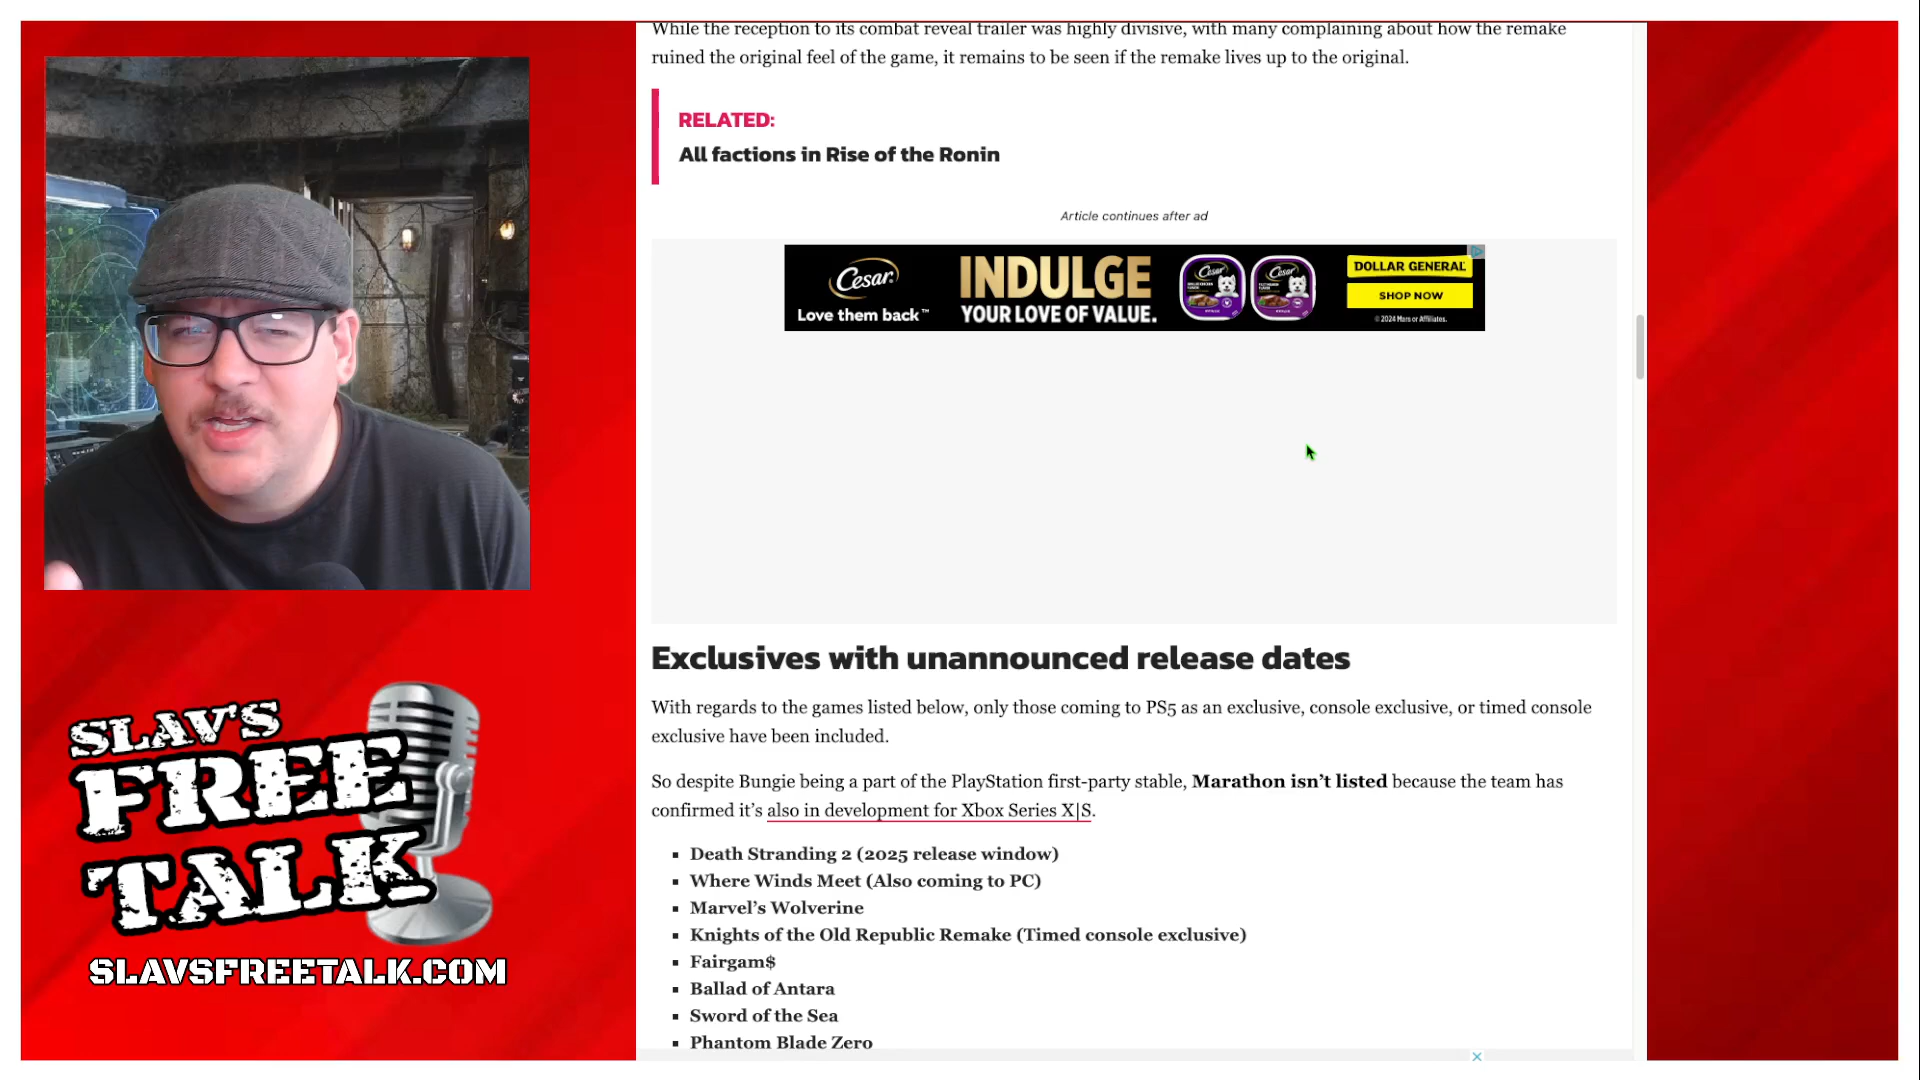 While the reception to its combat reveal trailer was highly divisive, with many complaining about how the remake
ruined the original feel of the game, it remains to be seen if the remake lives up to the original.
RELATED:
All factions in Rise of the Ronin
Article continues after ad
Cesar
Love them back™
INDULGE
YOUR LOVE OF VALUE.
Cesar
Cesar
DOLLAR GENERAL
SHOP NOW
© 2024 Mars or Affiliates.
Exclusives with unannounced release dates
With regards to the games listed below, only those coming to PS5 as an exclusive, console exclusive, or timed console
exclusive have been included.
So despite Bungie being a part of the PlayStation first-party stable, Marathon isn’t listed because the team has
confirmed it’s also in development for Xbox Series X|S.
▪ Death Stranding 2 (2025 release window)
▪ Where Winds Meet (Also coming to PC)
▪ Marvel’s Wolverine
▪ Knights of the Old Republic Remake (Timed console exclusive)
▪ Fairgam$
▪ Ballad of Antara
▪ Sword of the Sea
▪ Phantom Blade Zero
SLAV'S
FREE
TALK
SLAVSFREETALK.COM